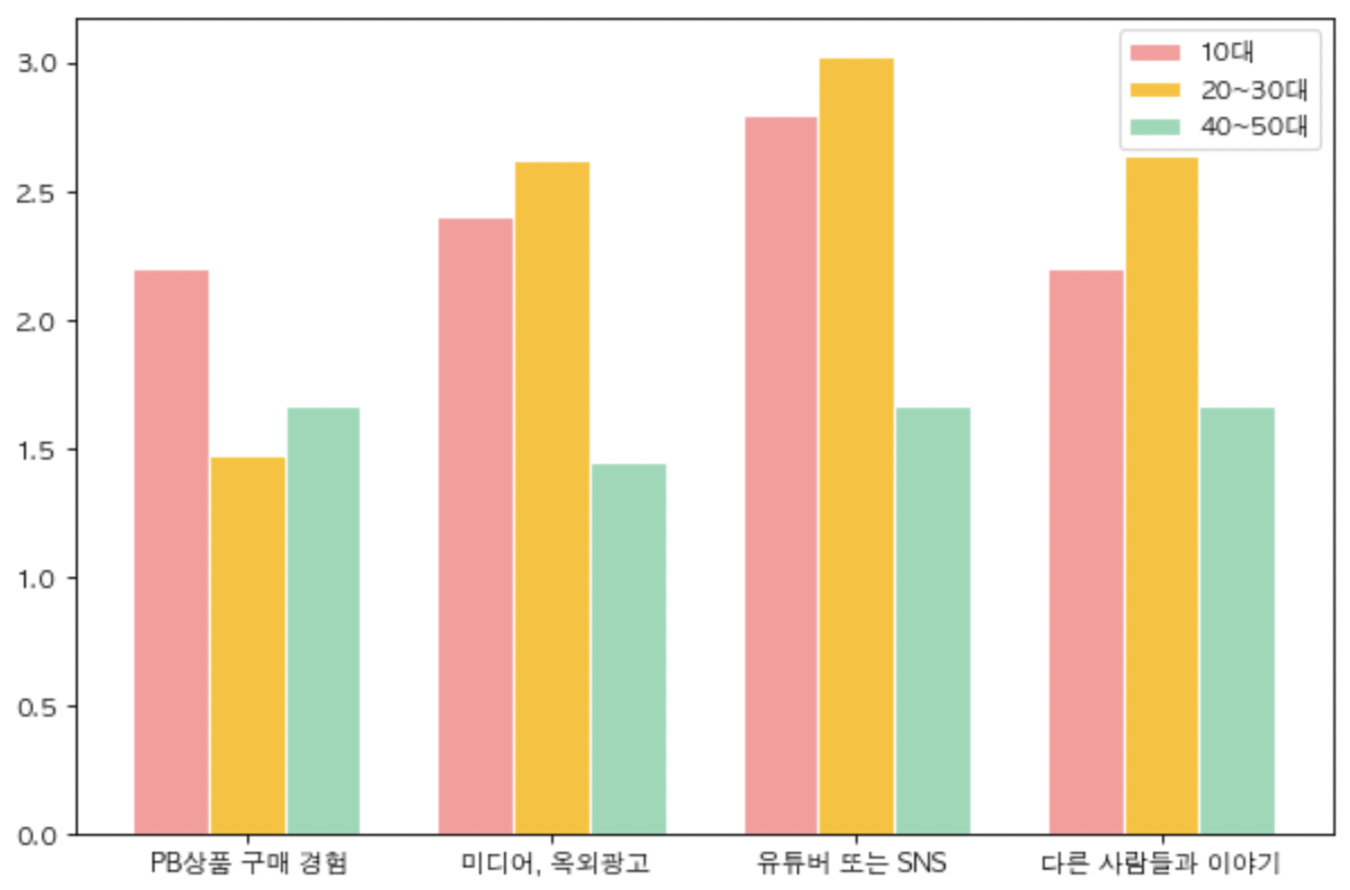 3.0
2.5
2.0
1.5
1.0
0.5
0.0
10대
20~30대
40~50대
PB상품 구매 경험
미디어, 옥외광고
유튜버 또는 SNS
다른 사람들과 이야기